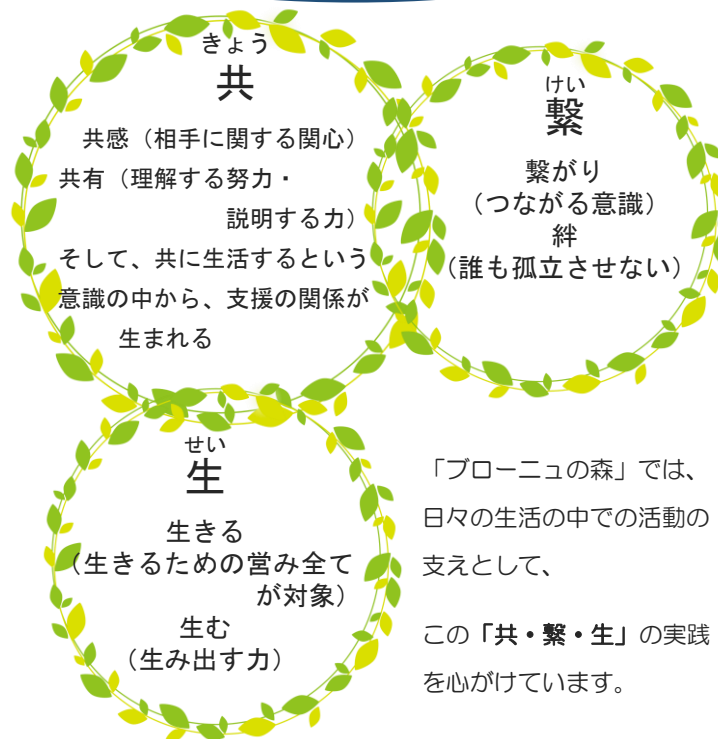 きょう
共
共感（相手に関する関心）
共有（理解する努力・
説明する力）
そして、共に生活するという
意識の中から、支援の関係が
生まれる
けい
繋
繋がり
（つながる意識）
絆
（誰も孤立させない）
せい
生
生きる
（生きるための営み全て
が対象）
生む
（生み出す力）
「ブローニュの森」では、
日々の生活の中での活動の
支えとして、
この「共・繋・生」の実践
を心がけています。